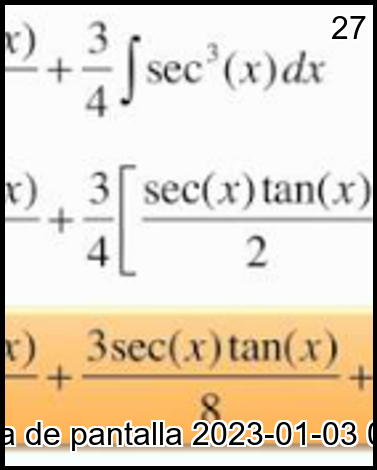 27
x) + 3/4 ∫ sec³(x)dx
x) + 3/4 [ sec(x)tan(x) / 2
x) + 3sec(x)tan(x) / 8 +
a de pantalla 2023-01-03